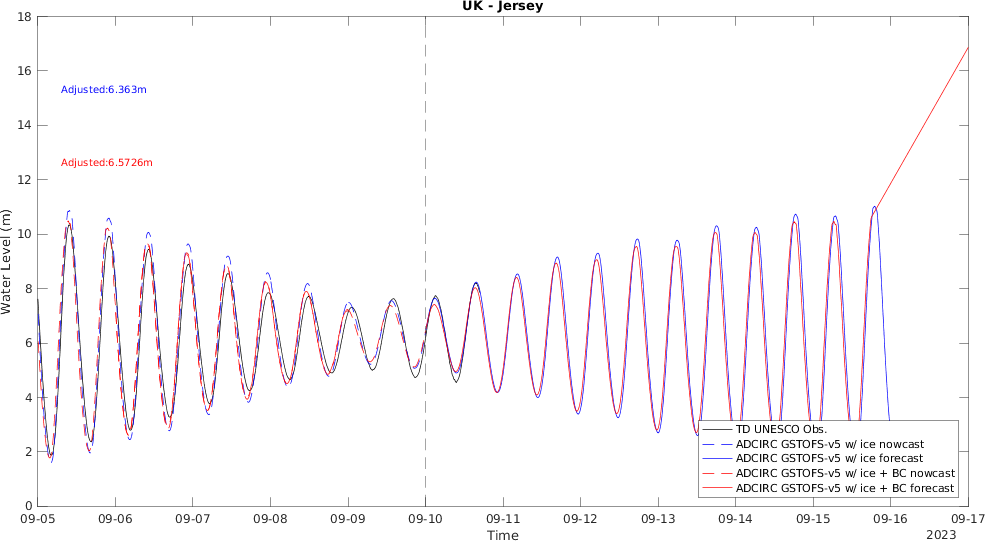 UK - Jersey
18
16
14
12
10
8
6
4
2
0
Water Level (m)
Adjusted:6.363m
Adjusted:6.5726m
TD UNESCO Obs.
ADCIRC GSTOFS-v5 w/ ice nowcast
ADCIRC GSTOFS-v5 w/ ice forecast
ADCIRC GSTOFS-v5 w/ ice + BC nowcast
ADCIRC GSTOFS-v5 w/ ice + BC forecast
09-05 09-06 09-07 09-08 09-09 09-10 09-11 09-12 09-13 09-14 09-15 09-16 09-17
Time
2023